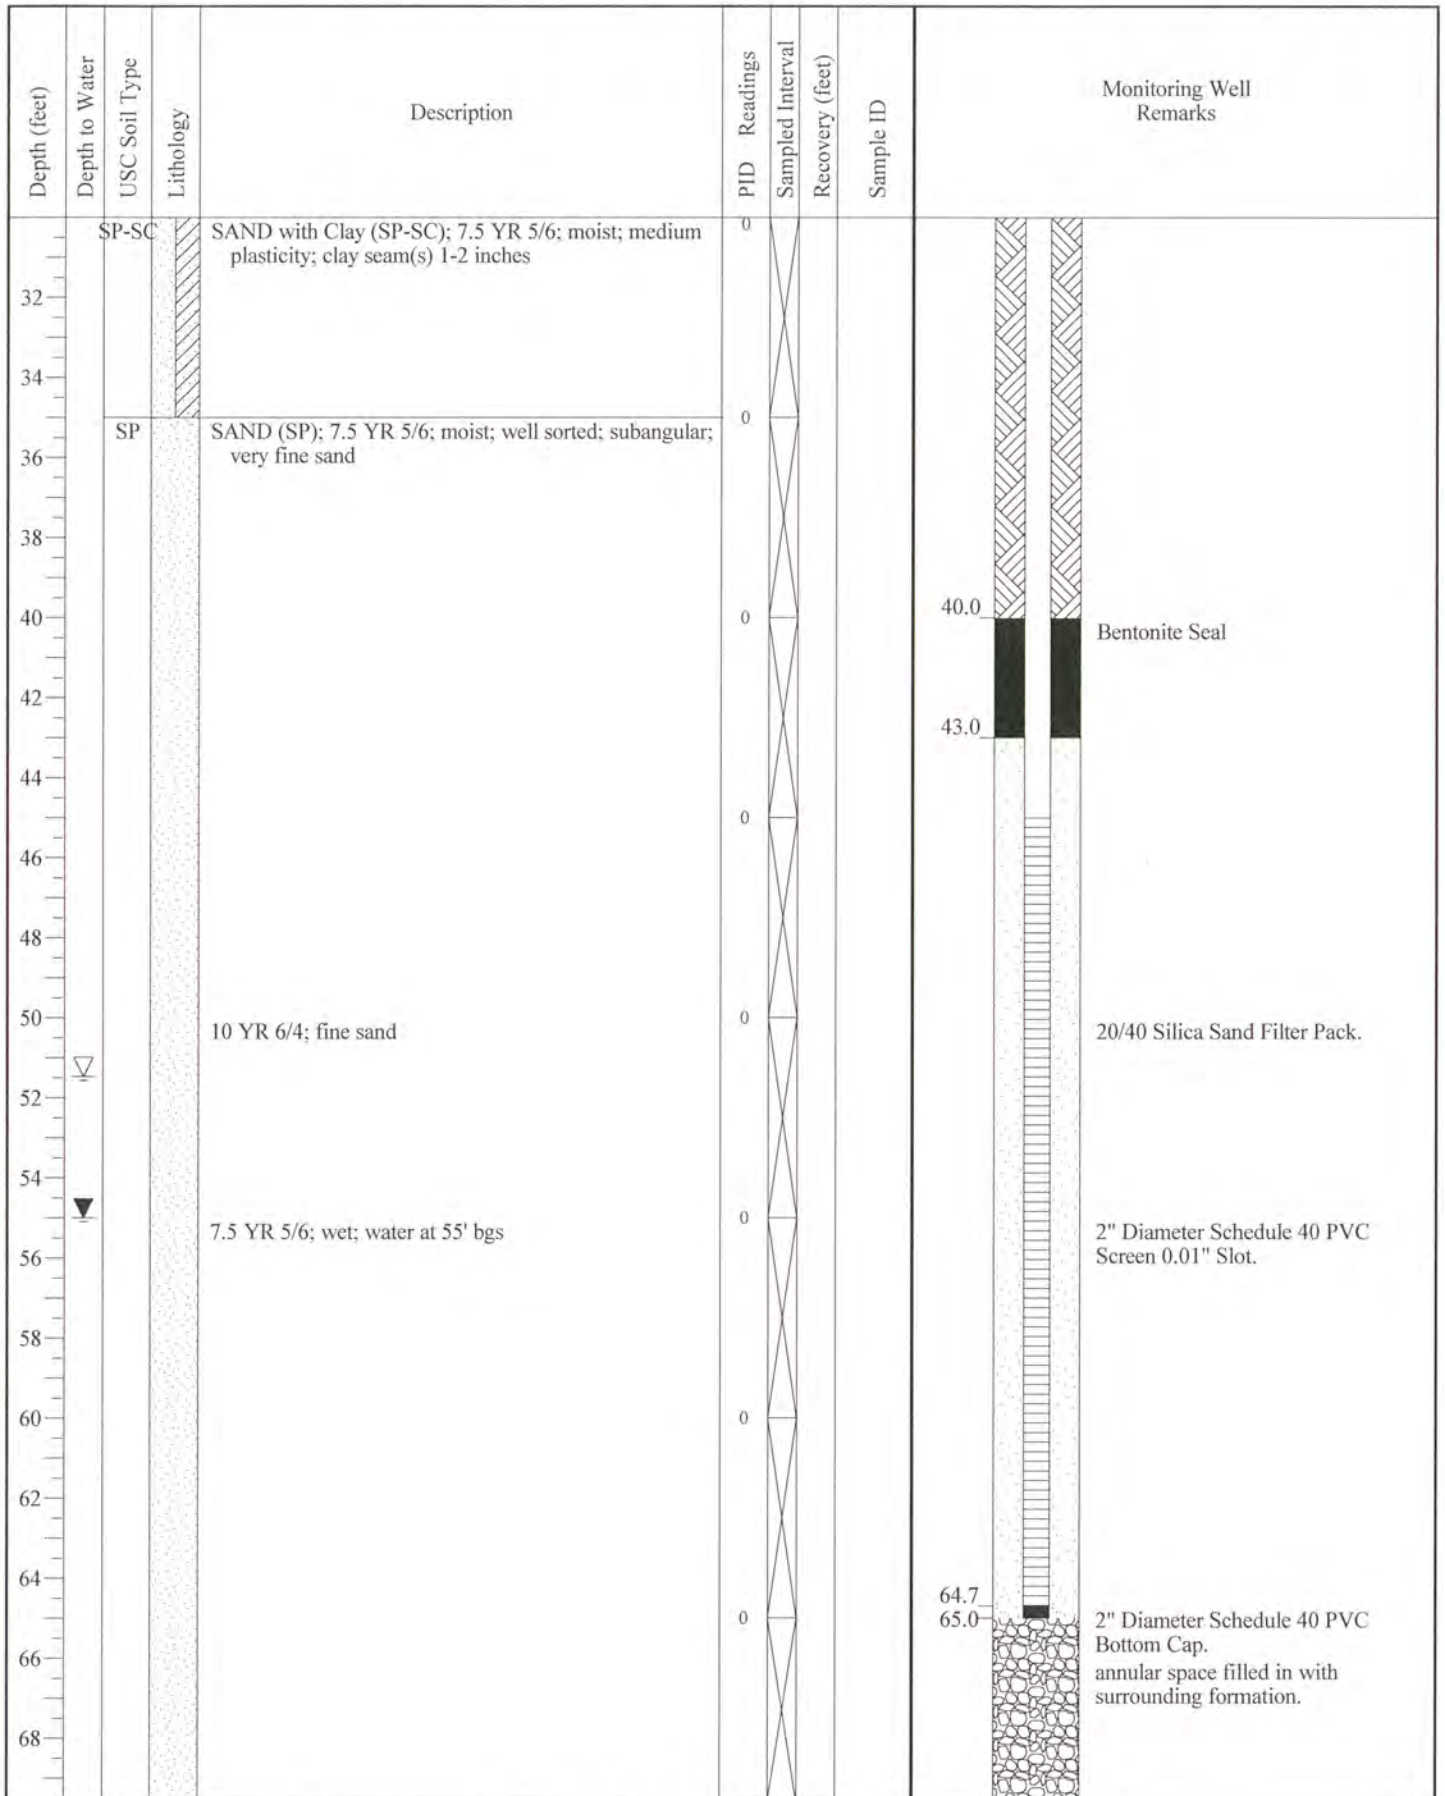 Depth (feet)
Depth to Water
USC Soil Type
Lithology
Description
PID Readings
Sampled Interval
Recovery (feet)
Sample ID
Monitoring Well
Remarks
SP-SC
SAND with Clay (SP-SC); 7.5 YR 5/6; moist; medium
plasticity; clay seam(s) 1-2 inches
0
32
34
0
SP
SAND (SP); 7.5 YR 5/6; moist; well sorted; subangular;
very fine sand
36
38
40
0
40.0
Bentonite Seal
42
43.0
44
0
46
48
50
0
10 YR 6/4; fine sand
20/40 Silica Sand Filter Pack.
52
54
0
7.5 YR 5/6; wet; water at 55' bgs
2" Diameter Schedule 40 PVC
Screen 0.01" Slot.
56
58
60
0
62
64
64.7
0
65.0
2" Diameter Schedule 40 PVC
Bottom Cap.
annular space filled in with
surrounding formation.
66
68